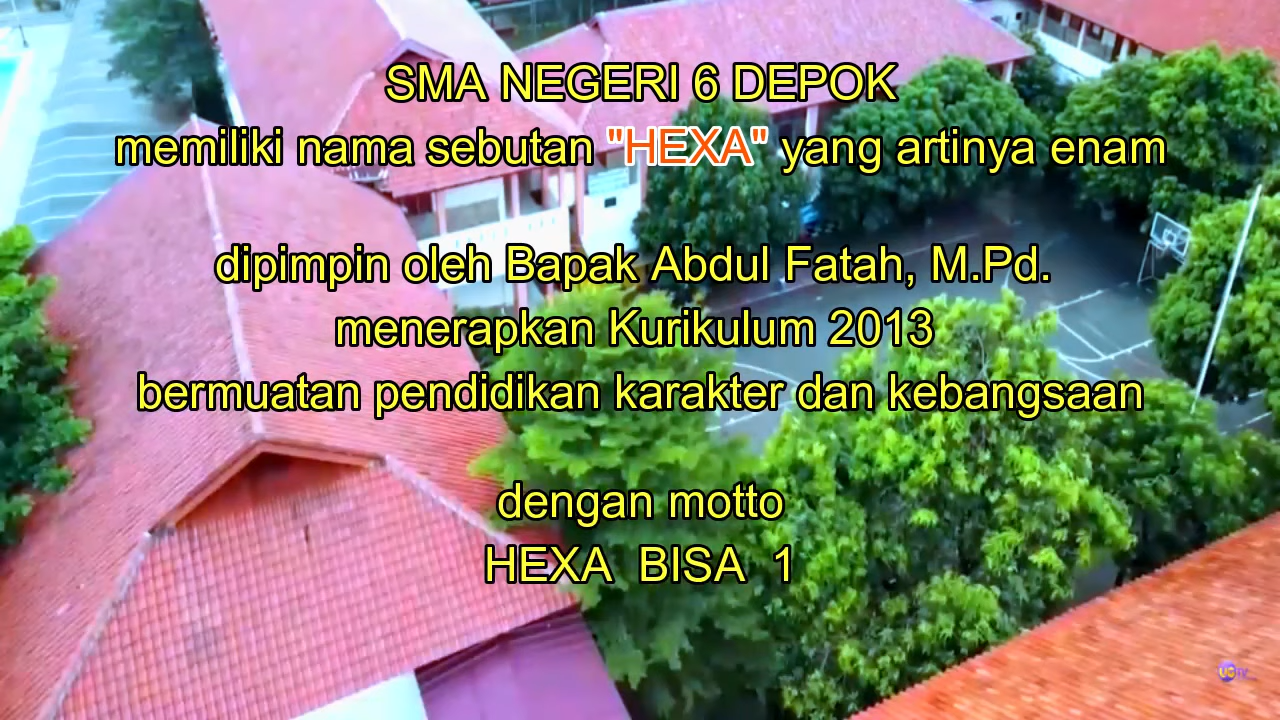 SMA NEGERI 6 DEPOK
memiliki nama sebutan "HEXA" yang artinya enam
dipimpin oleh Bapak Abdul Fatah, M.Pd.
menerapkan Kurikulum 2013
bermuatan pendidikan karakter dan kebangsaan
dengan motto
HEXA BISA 1